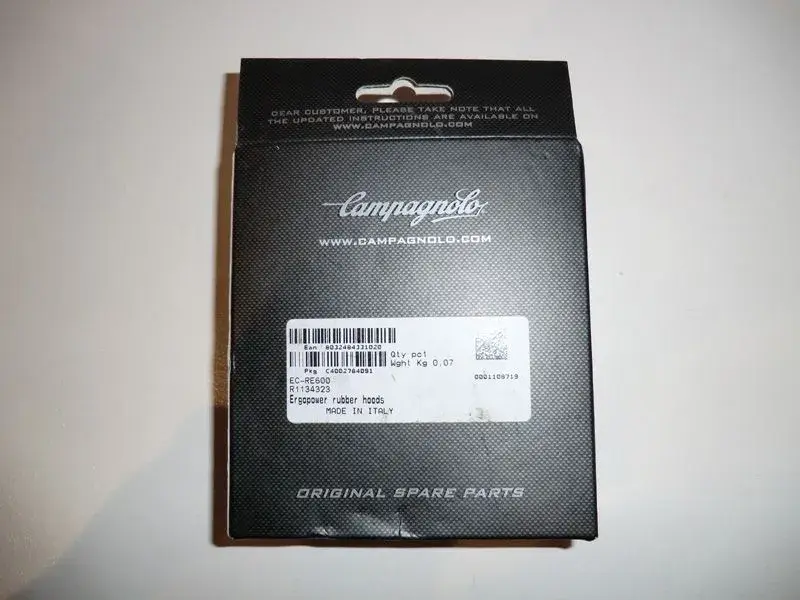 DEAR CUSTOMER, PLEASE TAKE NOTE THAT ALL
THE UPDATED INSTRUCTIONS ARE AVAILABLE ON
WWW.CAMPAGNOLO.COM
Campagnolo
WWW.CAMPAGNOLO.COM
Ean 8032484331020
Qty pc1
Wght Kg 0.07
Pkg C4002764091
0001108719
EC-RE600
R1134323
Ergopower rubber hoods
MADE IN ITALY
ORIGINAL SPARE PARTS